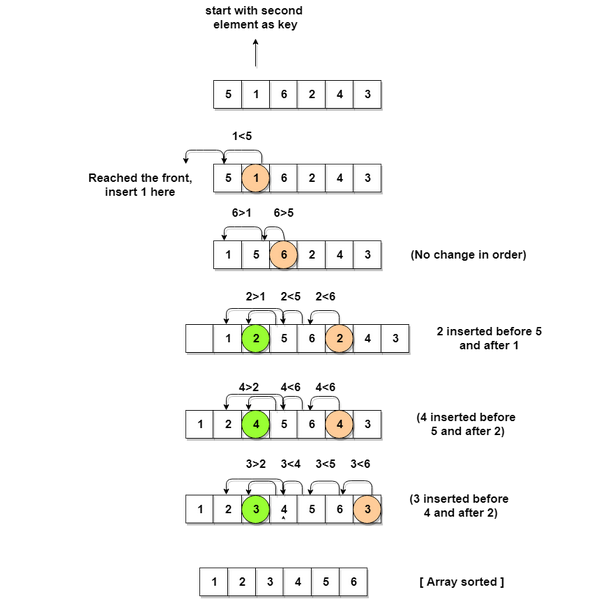 start with second
element as key
5 1 6 2 4 3
1<5
Reached the front,
insert 1 here
5 1 6 2 4 3
6>1 6>5
1 5 6 2 4 3
(No change in order)
2>1 2<5 2<6
1 2 5 6 2 4 3
2 inserted before 5
and after 1
4>2 4<6 4<6
1 2 4 5 6 4 3
(4 inserted before
5 and after 2)
3>2 3<4 3<5 3<6
1 2 3 4 5 6 3
(3 inserted before
4 and after 2)
1 2 3 4 5 6
[ Array sorted ]